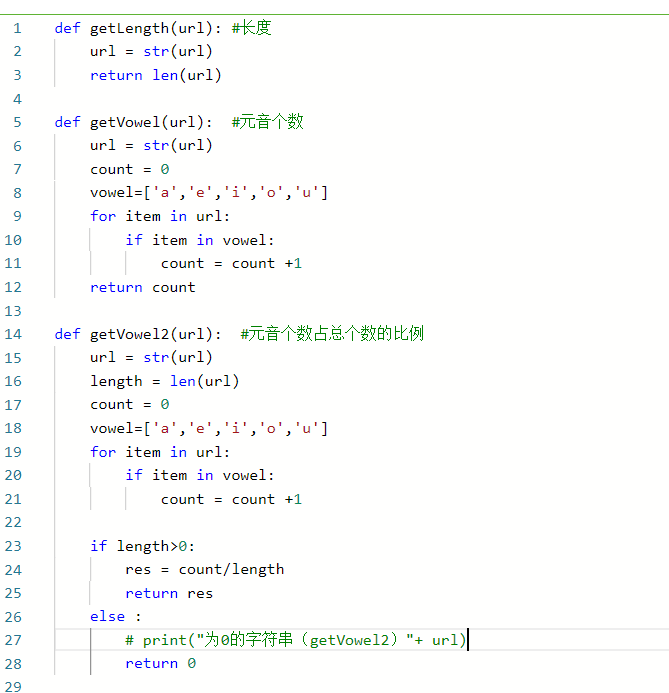 1 def getLength(url): #长度
2     url = str(url)
3     return len(url)
4
5 def getVowel(url):  #元音个数
6     url = str(url)
7     count = 0
8     vowel=['a','e','i','o','u']
9     for item in url:
10         if item in vowel:
11             count = count +1
12     return count
13
14 def getVowel2(url):  #元音个数占总个数的比例
15     url = str(url)
16     length = len(url)
17     count = 0
18     vowel=['a','e','i','o','u']
19     for item in url:
20         if item in vowel:
21             count = count +1
22
23     if length>0:
24         res = count/length
25         return res
26     else :
27         # print("为0的字符串（getVowel2）"+ url)
28         return 0
29